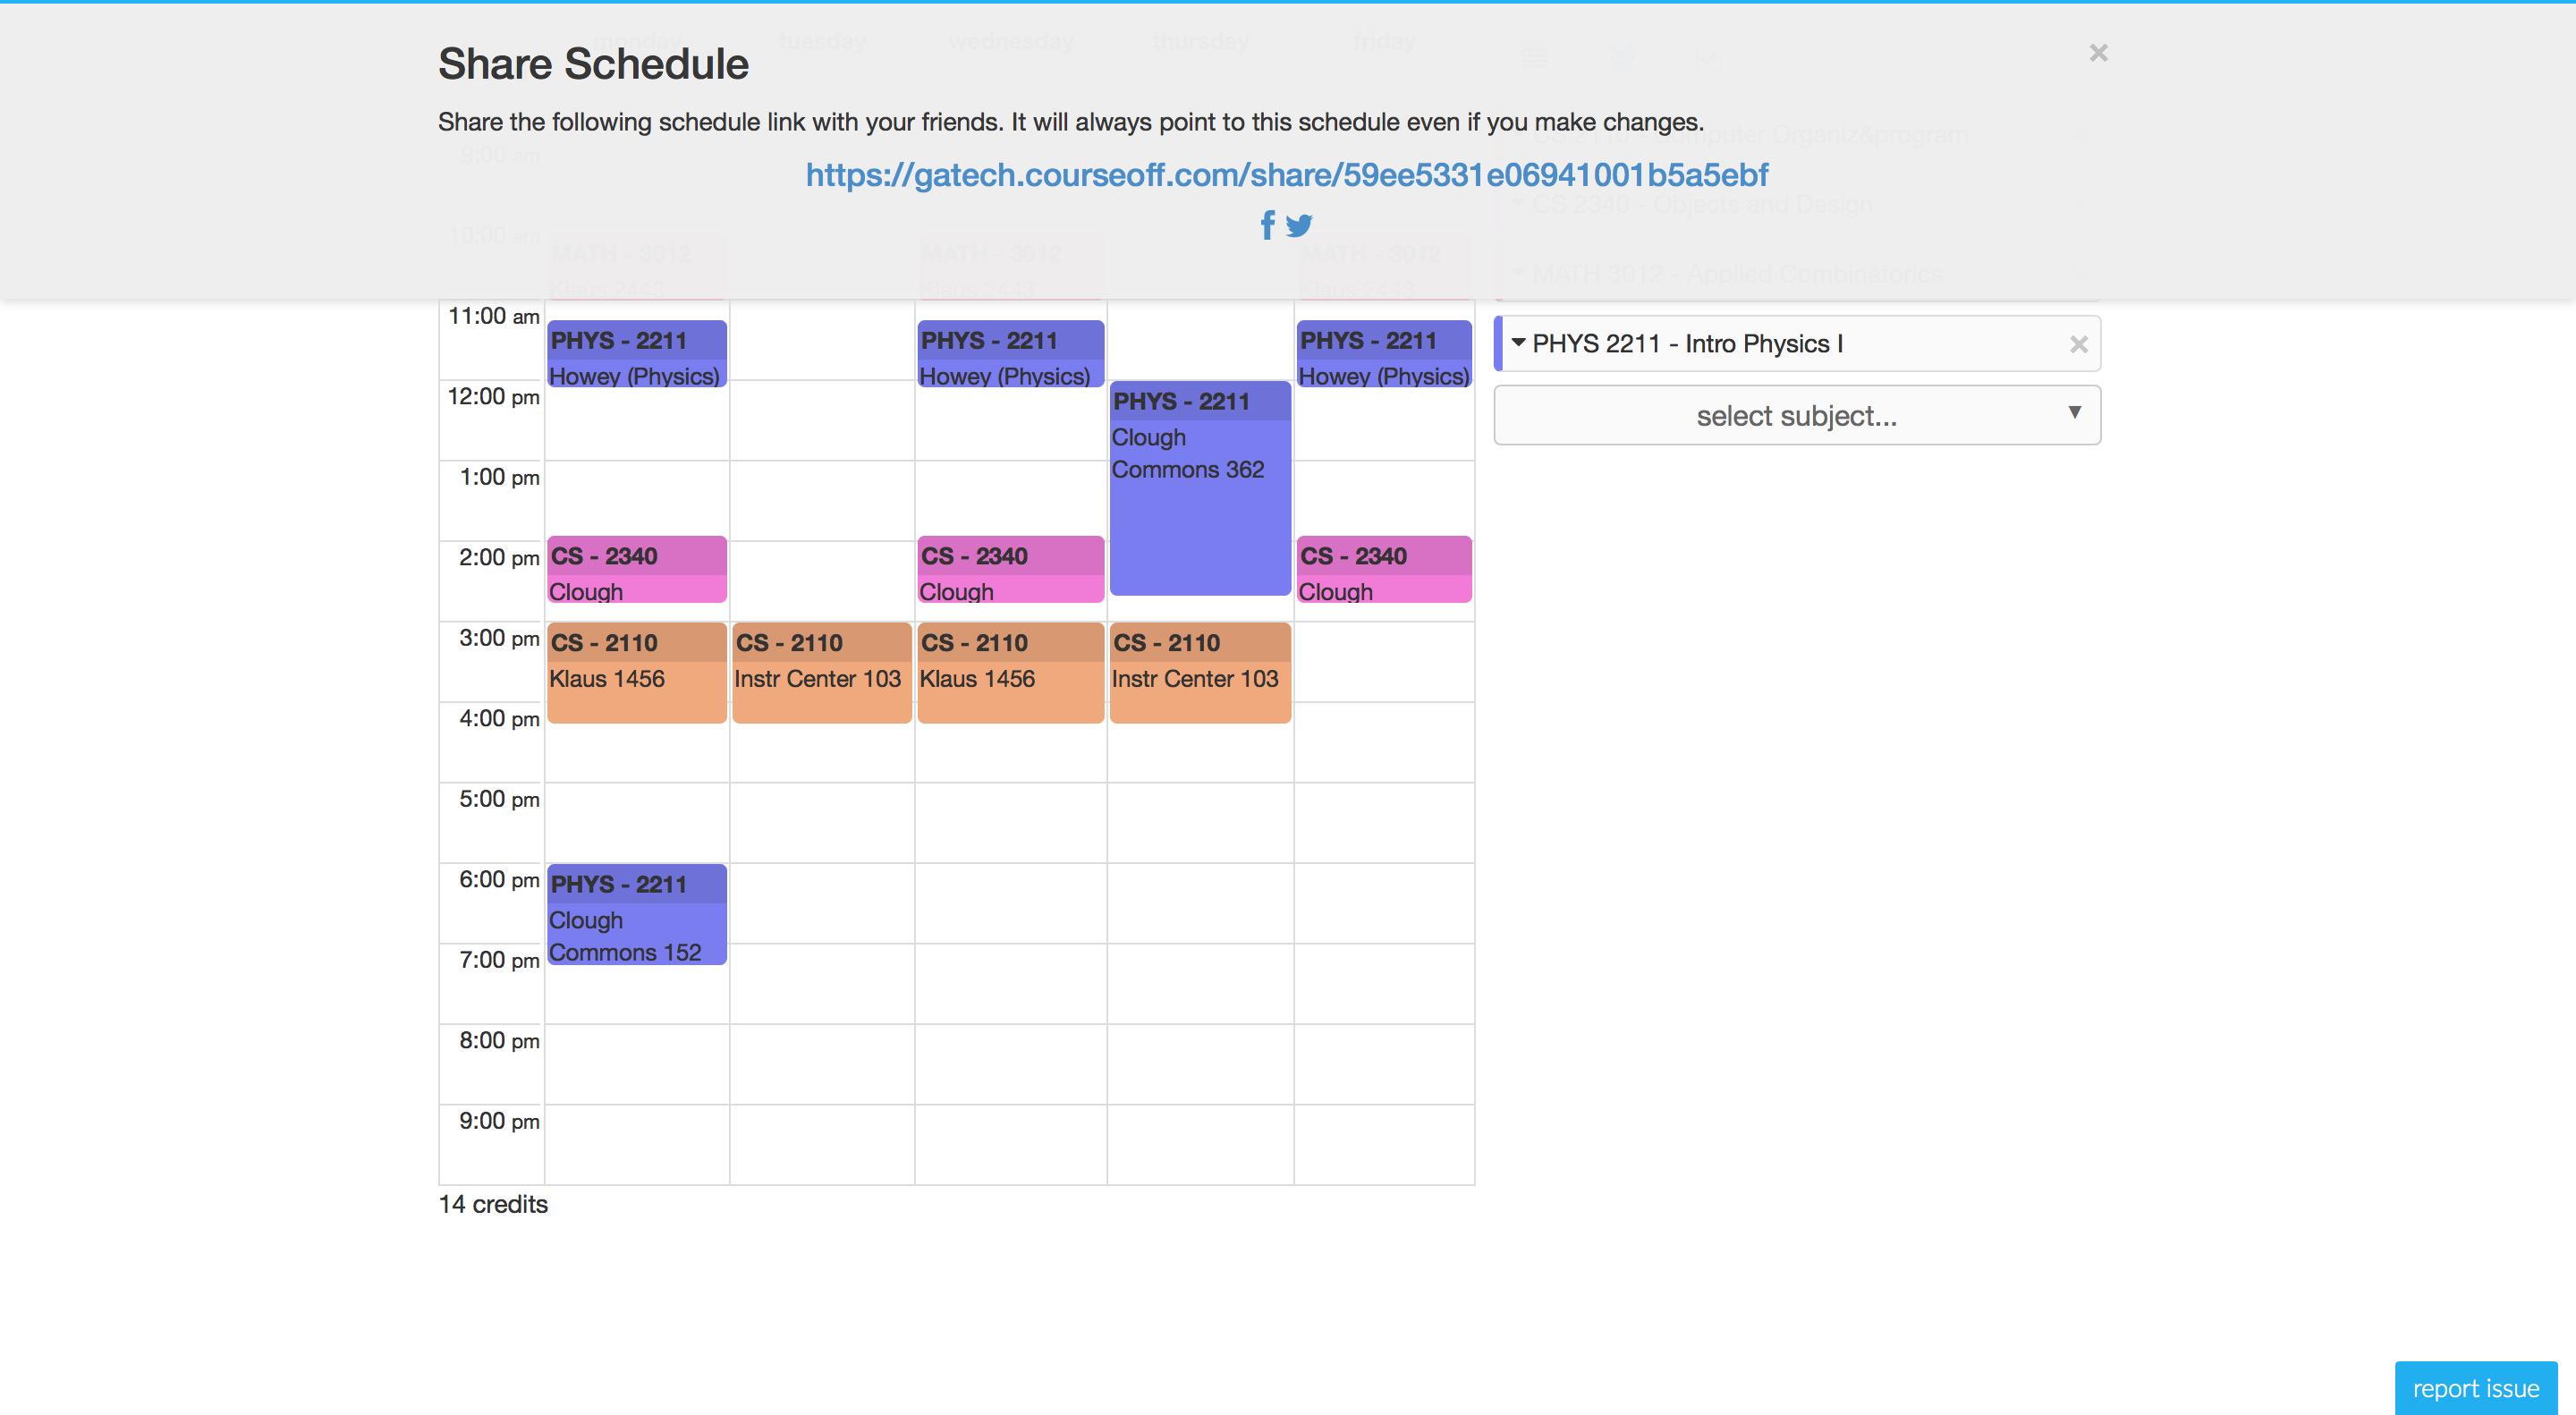 monday tuesday wednesday thursday friday
Share Schedule
Share the following schedule link with your friends. It will always point to this schedule even if you make changes.
CS 2110 - Computer Organiz&program
9:00 am
https://gatech.courseoff.com/share/59ee5331e06941001b5a5ebf
CS 2340 - Objects and Design
10:00 am
MATH - 3012 MATH - 3012 MATH - 3012
MATH 3012 - Applied Combinatorics
Klaus 2443 Klaus 2443 Klaus 2443
11:00 am
PHYS - 2211 PHYS - 2211 PHYS - 2211
PHYS 2211 - Intro Physics I
Howey (Physics) Howey (Physics) Howey (Physics)
12:00 pm
PHYS - 2211
select subject...
Clough
Commons 362
1:00 pm
2:00 pm
CS - 2340 CS - 2340 CS - 2340
Clough Clough Clough
3:00 pm
CS - 2110 CS - 2110 CS - 2110 CS - 2110
Klaus 1456 Instr Center 103 Klaus 1456 Instr Center 103
4:00 pm
5:00 pm
6:00 pm
PHYS - 2211
Clough
Commons 152
7:00 pm
8:00 pm
9:00 pm
14 credits
report issue